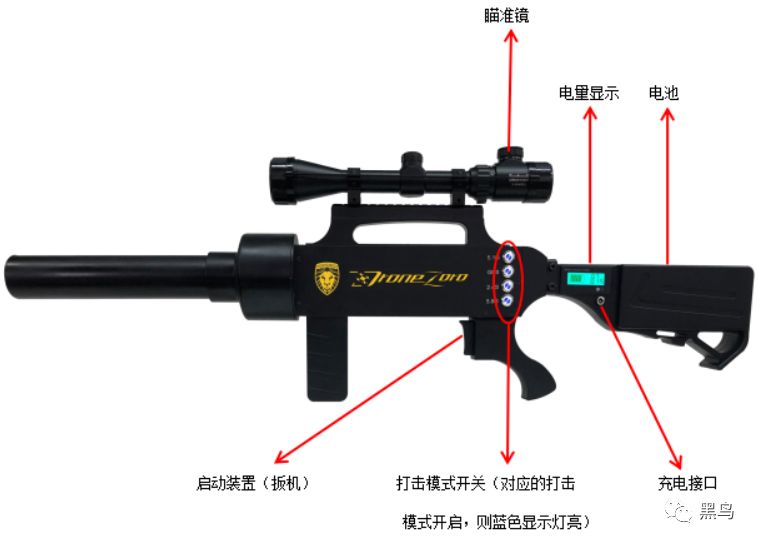 瞄准镜
电量显示
电池
DroneZoro
启动装置（扳机）
打击模式开关（对应的打击
模式开启，则蓝色显示灯亮）
充电接口
黑鸟